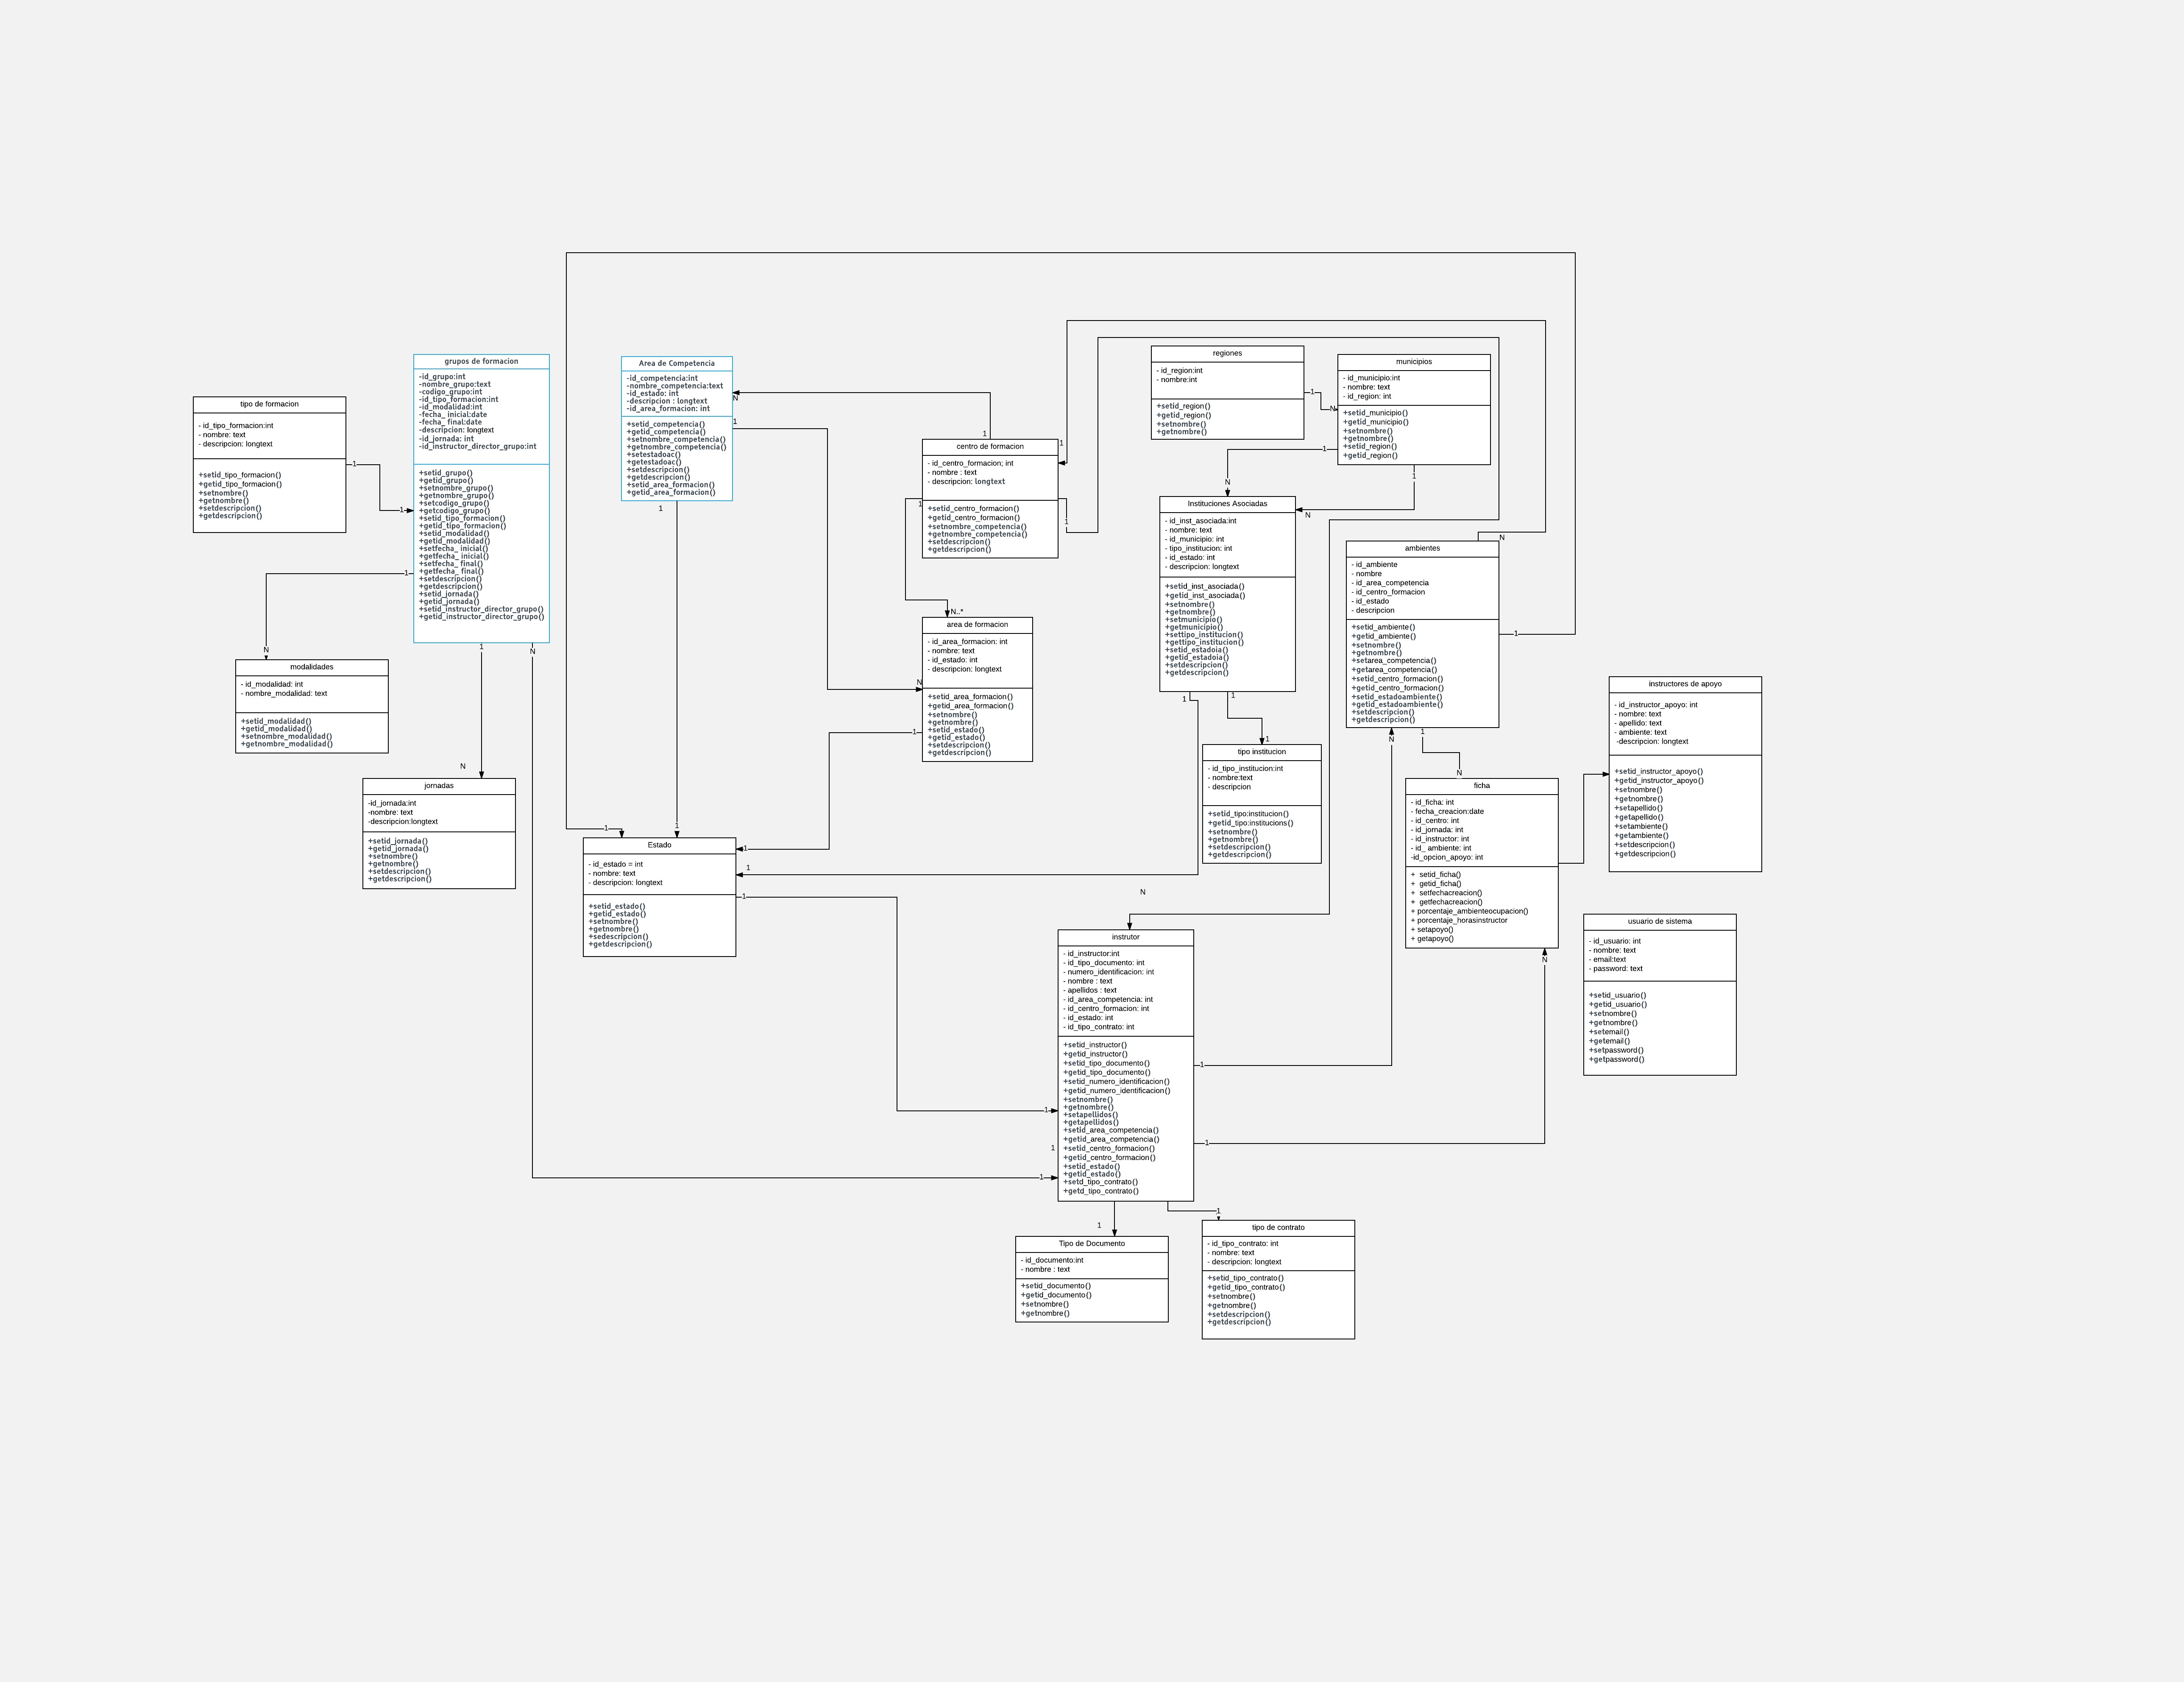 tipo de formacion
- id_tipo_formacion:int
- nombre: text
- descripcion: longtext
+setid_tipo_formacion()
+getid_tipo_formacion()
+setnombre()
+getnombre()
+setdescripcion()
+getdescripcion()
1
1
grupos de formacion
-id_grupo:int
-nombre_grupo:text
-codigo_grupo:int
-id_tipo_formacion:int
-id_modalidad:int
-fecha_ inicial:date
-fecha_ final:date
-descripcion: longtext
-id_jornada: int
-id_instructor_director_grupo:int
+setid_grupo()
+getid_grupo()
+setnombre_grupo()
+getnombre_grupo()
+setcodigo_grupo()
+getcodigo_grupo()
+setid_tipo_formacion()
+getid_tipo_formacion()
+setid_modalidad()
+getid_modalidad()
+setfecha_ inicial()
+getfecha_ inicial()
+setfecha_ final()
+getfecha_ final()
+setdescripcion()
+getdescripcion()
+setid_jornada()
+getid_jornada()
+setid_instructor_director_grupo()
+getid_instructor_director_grupo()
1
N
1
N
N
1
modalidades
- id_modalidad: int
- nombre_modalidad: text
+setid_modalidad()
+getid_modalidad()
+setnombre_modalidad()
+getnombre_modalidad()
jornadas
-id_jornada:int
-nombre: text
-descripcion:longtext
+setid_jornada()
+getid_jornada()
+setnombre()
+getnombre()
+setdescripcion()
+getdescripcion()
Area de Competencia
-id_competencia:int
-nombre_competencia:text
-id_estado: int
-descripcion : longtext
-id_area_formacion: int
+setid_competencia()
+getid_competencia()
+setnombre_competencia()
+getnombre_competencia()
+setestadoac()
+getestadoac()
+setdescripcion()
+getdescripcion()
+setid_area_formacion()
+getid_area_formacion()
N
1
1
1
1
Estado
- id_estado = int
- nombre: text
- descripcion: longtext
+setid_estado()
+getid_estado()
+setnombre()
+getnombre()
+sedescripcion()
+getdescripcion()
1
1
1
1
centro de formacion
- id_centro_formacion; int
- nombre : text
- descripcion: longtext
+setid_centro_formacion()
+getid_centro_formacion()
+setnombre_competencia()
+getnombre_competencia()
+setdescripcion()
+getdescripcion()
1
1
1
1
N..*
N
1
area de formacion
- id_area_formacion: int
- nombre: text
- id_estado: int
- descripcion: longtext
+setid_area_formacion()
+getid_area_formacion()
+setnombre()
+getnombre()
+setid_estado()
+getid_estado()
+setdescripcion()
+getdescripcion()
regiones
- id_region:int
- nombre:int
+setid_region()
+getid_region()
+setnombre()
+getnombre()
1
N
municipios
- id_municipio:int
- nombre: text
- id_region: int
+setid_municipio()
+getid_municipio()
+setnombre()
+getnombre()
+setid_region()
+getid_region()
1
1
N
N
Instituciones Asociadas
- id_inst_asociada:int
- nombre: text
- id_municipio: int
- tipo_institucion: int
- id_estado: int
- descripcion: longtext
+setid_inst_asociada()
+getid_inst_asociada()
+setnombre()
+getnombre()
+setmunicipio()
+getmunicipio()
+settipo_institucion()
+gettipo_institucion()
+setid_estadoia()
+getid_estadoia()
+setdescripcion()
+getdescripcion()
1
1
1
tipo institucion
- id_tipo_institucion:int
- nombre:text
- descripcion
+setid_tipo:institucion()
+getid_tipo:institucions()
+setnombre()
+getnombre()
+setdescripcion()
+getdescripcion()
ambientes
- id_ambiente
- nombre
- id_area_competencia
- id_centro_formacion
- id_estado
- descripcion
+setid_ambiente()
+getid_ambiente()
+setnombre()
+getnombre()
+setarea_competencia()
+getarea_competencia()
+setid_centro_formacion()
+getid_centro_formacion()
+setid_estadoambiente()
+getid_estadoambiente()
+setdescripcion()
+getdescripcion()
N
1
N
1
N
ficha
- id_ficha: int
- fecha_creacion:date
- id_centro: int
- id_jornada: int
- id_instructor: int
- id_ ambiente: int
-id_opcion_apoyo: int
+ setid_ficha()
+ getid_ficha()
+ setfechacreacion()
+ getfechacreacion()
+ porcentaje_ambienteocupacion()
+ porcentaje_horasinstructor
+ setapoyo()
+ getapoyo()
N
instructores de apoyo
- id_instructor_apoyo: int
- nombre: text
- apellido: text
- ambiente: text
-descripcion: longtext
+setid_instructor_apoyo()
+getid_instructor_apoyo()
+setnombre()
+getnombre()
+setapellido()
+getapellido()
+setambiente()
+getambiente()
+setdescripcion()
+getdescripcion()
usuario de sistema
- id_usuario: int
- nombre: text
- email:text
- password: text
+setid_usuario()
+getid_usuario()
+setnombre()
+getnombre()
+setemail()
+getemail()
+setpassword()
+getpassword()
N
instrutor
- id_instructor:int
- id_tipo_documento: int
- numero_identificacion: int
- nombre : text
- apellidos : text
- id_area_competencia: int
- id_centro_formacion: int
- id_estado: int
- id_tipo_contrato: int
+setid_instructor()
+getid_instructor()
+setid_tipo_documento()
+getid_tipo_documento()
+setid_numero_identificacion()
+getid_numero_identificacion()
+setnombre()
+getnombre()
+setapellidos()
+getapellidos()
+setid_area_competencia()
+getid_area_competencia()
+setid_centro_formacion()
+getid_centro_formacion()
+setid_estado()
+getid_estado()
+setd_tipo_contrato()
+getd_tipo_contrato()
1
1
1
1
1
1
1
Tipo de Documento
- id_documento:int
- nombre : text
+setid_documento()
+getid_documento()
+setnombre()
+getnombre()
tipo de contrato
- id_tipo_contrato: int
- nombre: text
- descripcion: longtext
+setid_tipo_contrato()
+getid_tipo_contrato()
+setnombre()
+getnombre()
+setdescripcion()
+getdescripcion()